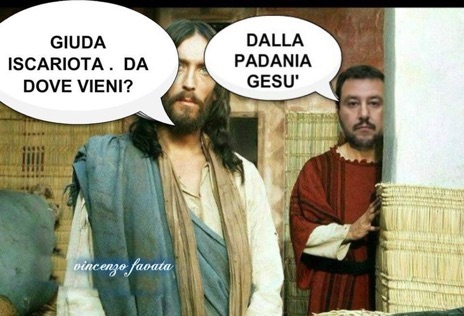 GIUDA
ISCARIOTA . DA
DOVE VIENI?
DALLA
PADANIA
GESU'
vincenzo favata